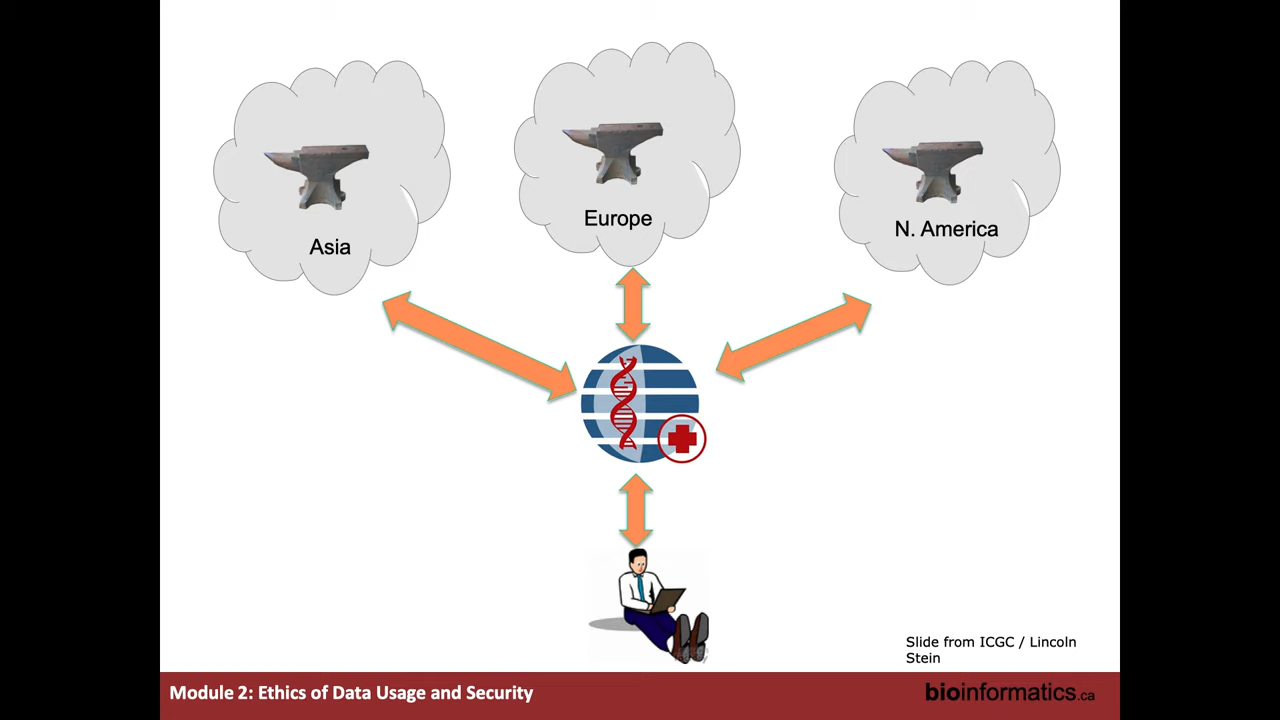 Asia
Europe
N. America
Slide from ICGC / Lincoln
Stein
Module 2: Ethics of Data Usage and Security
bioinformatics.ca